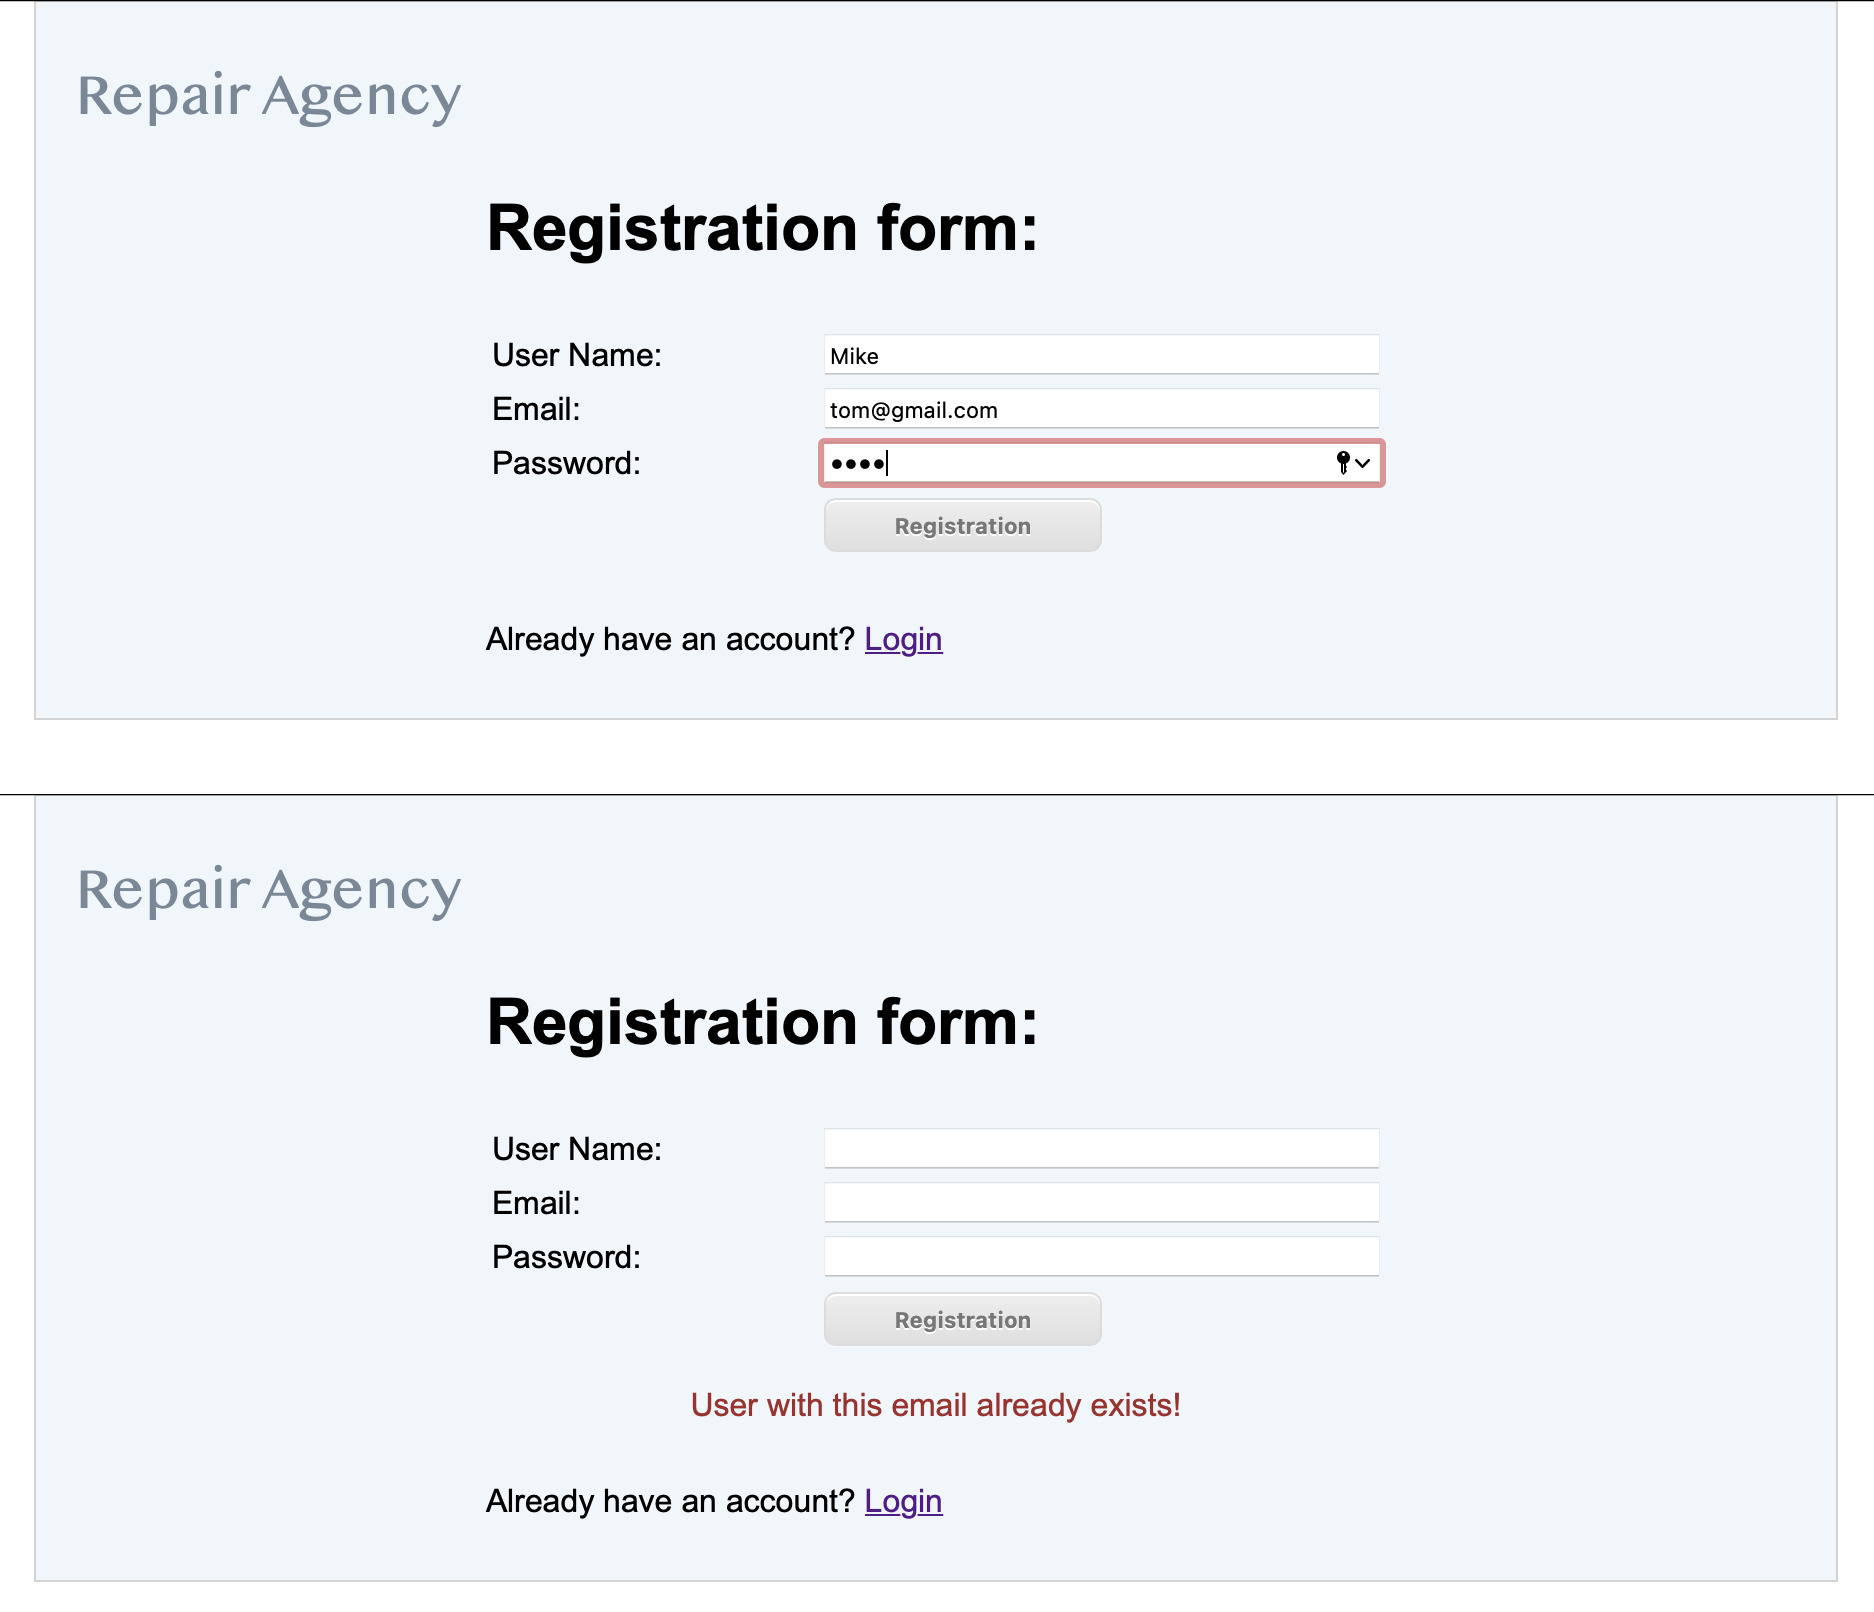 Repair Agency
Registration form:
User Name: Mike
Email: tom@gmail.com
Password: ••••
Registration
Already have an account? Login
Repair Agency
Registration form:
User Name:
Email:
Password:
Registration
User with this email already exists!
Already have an account? Login